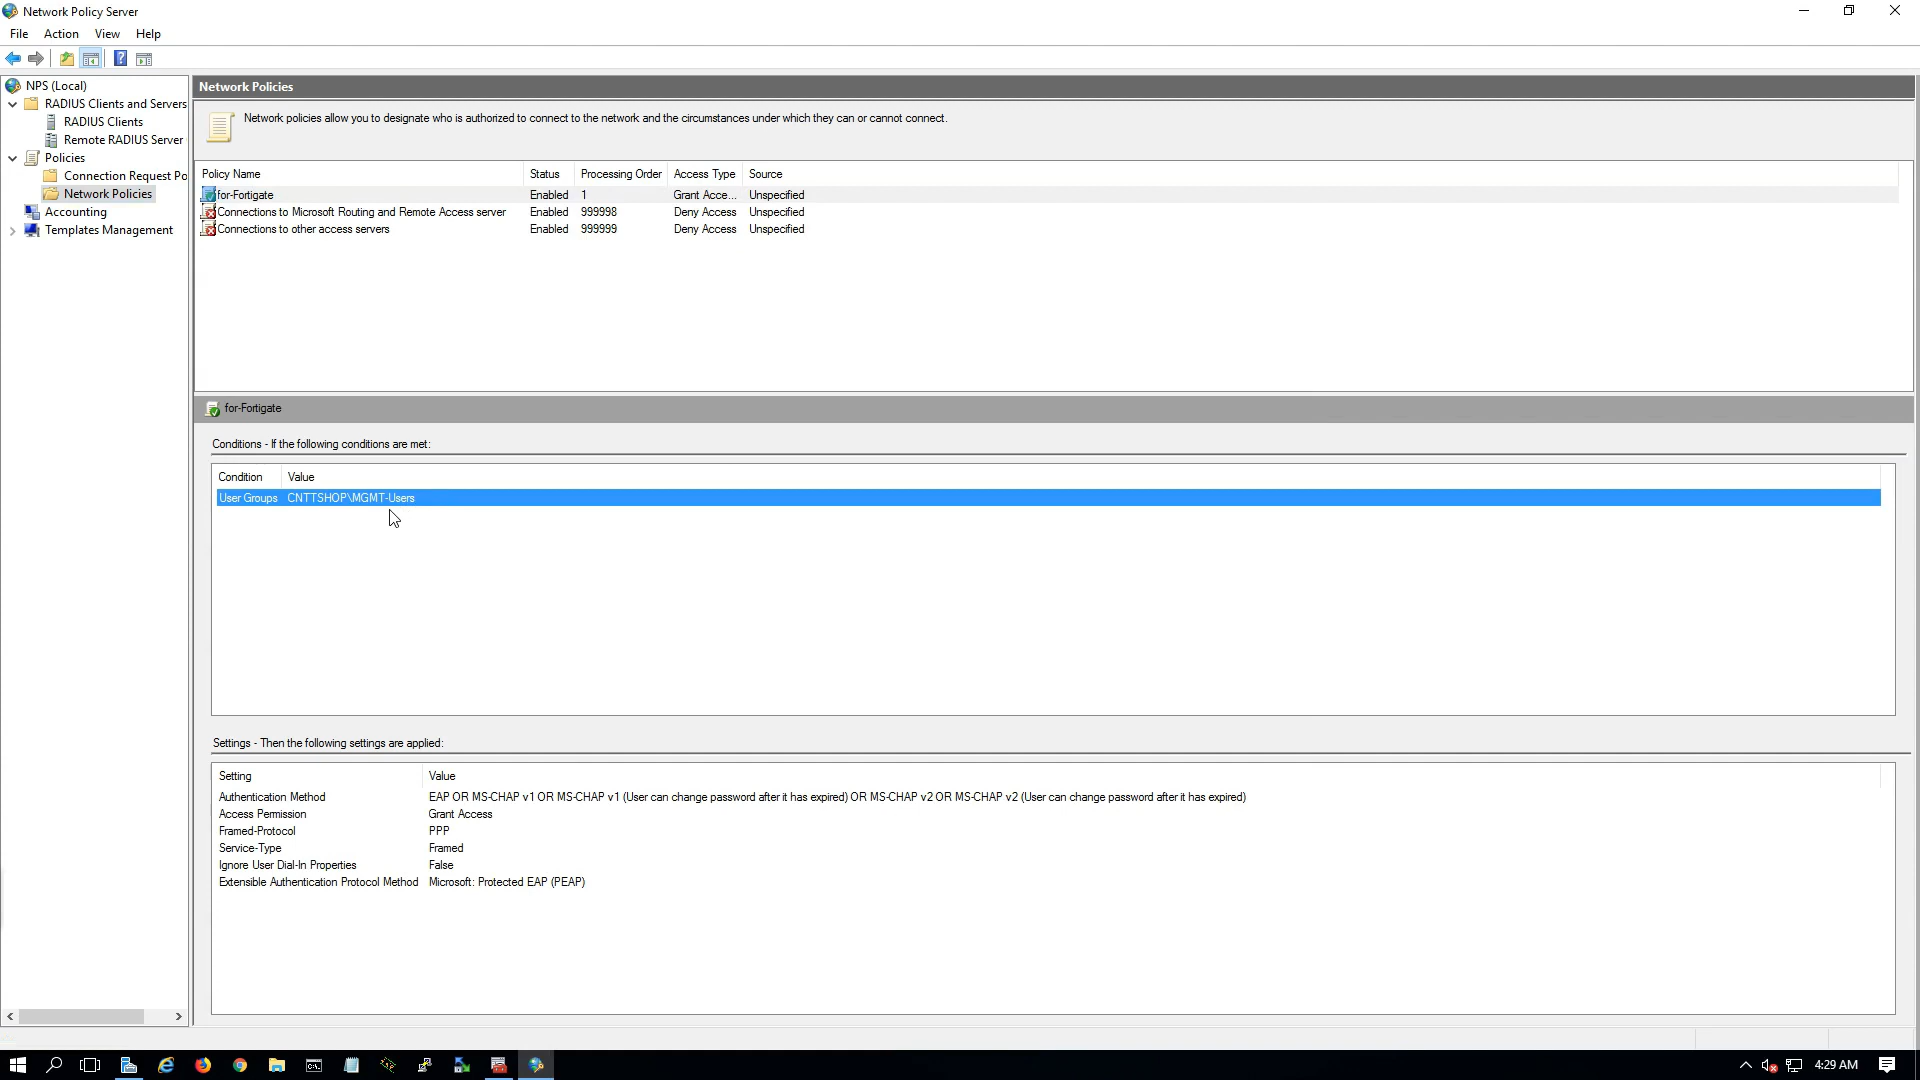 Network Policy Server
File Action View Help
NPS (Local)
RADIUS Clients and Servers
RADIUS Clients
Remote RADIUS Server
Policies
Connection Request Po
Network Policies
Accounting
Templates Management
Network Policies
Network policies allow you to designate who is authorized to connect to the network and the circumstances under which they can or cannot connect.
Policy Name Status Processing Order Access Type Source
for-Fortigate Enabled 1 Grant Acce... Unspecified
Connections to Microsoft Routing and Remote Access server Enabled 999998 Deny Access Unspecified
Connections to other access servers Enabled 999999 Deny Access Unspecified
for-Fortigate
Conditions - If the following conditions are met:
Condition Value
User Groups CNTTSHOP\MGMT-Users
Settings - Then the following settings are applied:
Setting Value
Authentication Method EAP OR MS-CHAP v1 OR MS-CHAP v1 (User can change password after it has expired) OR MS-CHAP v2 OR MS-CHAP v2 (User can change password after it has expired)
Access Permission Grant Access
Framed-Protocol PPP
Service-Type Framed
Ignore User Dial-In Properties False
Extensible Authentication Protocol Method Microsoft: Protected EAP (PEAP)
4:29 AM